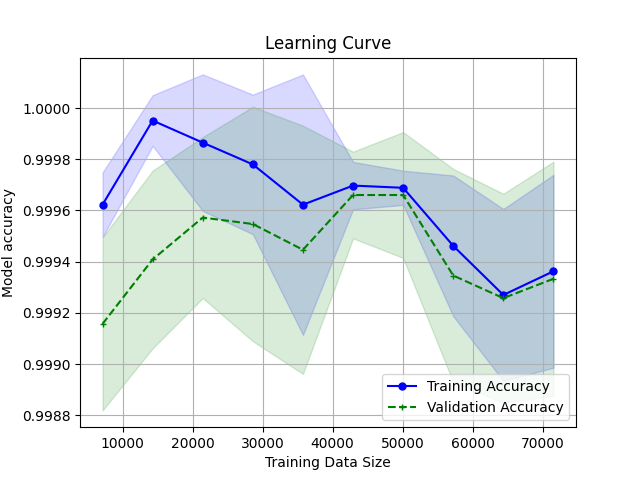 Learning Curve
Model accuracy
1.0000
0.9998
0.9996
0.9994
0.9992
0.9990
0.9988
10000 20000 30000 40000 50000 60000 70000
Training Data Size
Training Accuracy
Validation Accuracy